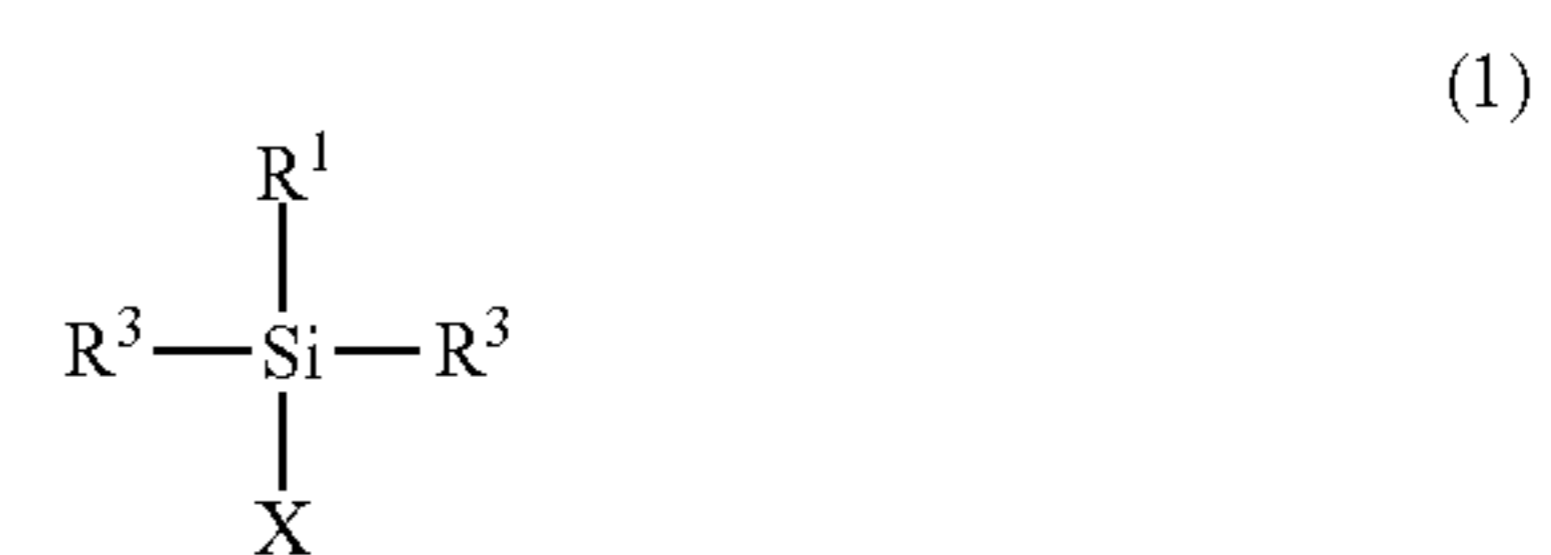 (1)
R¹
R³—Si—R³
X